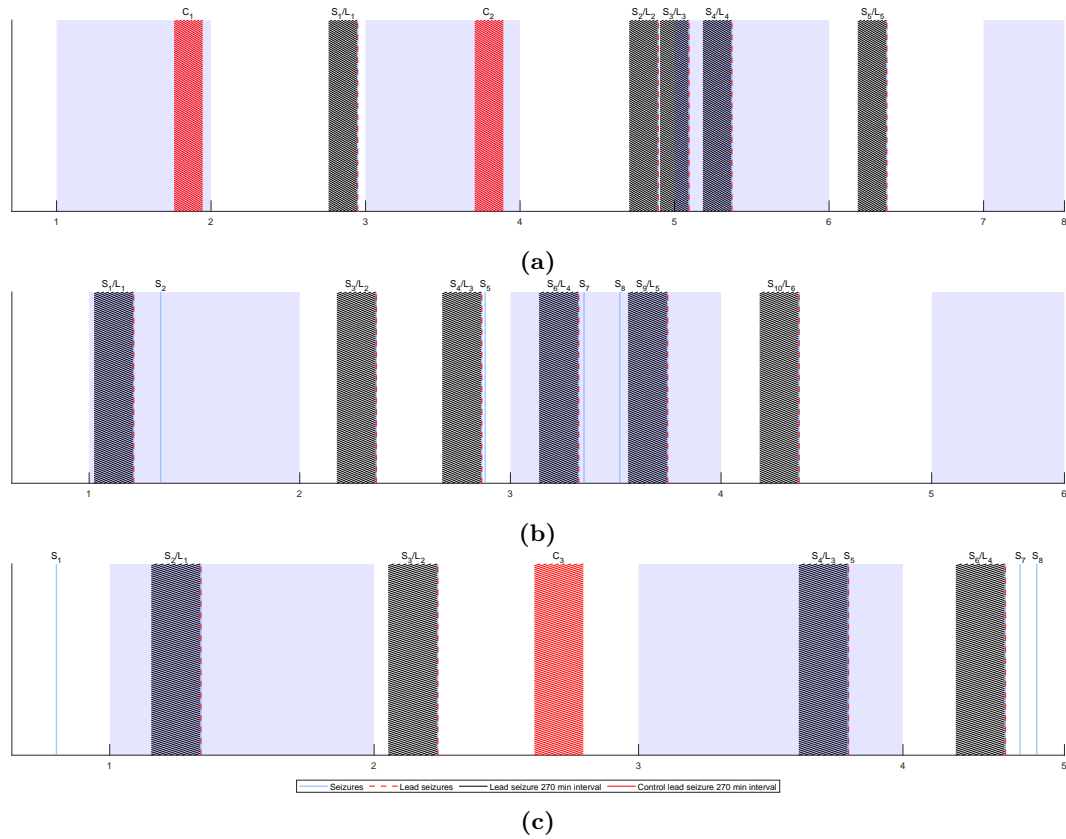 C1 S1/L1 C2 S2/L2 S3/L3 S4/L4 S5/L5
1 2 3 4 5 6 7 8
(a)
S1/L1 S2 S3/L2 S4/L3 S5 S6/L4 S7 S8 S9/L5 S10/L6
1 2 3 4 5 6
(b)
S1 S2/L1 S3/L2 C3 S4/L3 S5 S6/L4 S7 S8
1 2 3 4 5
Seizures Lead seizures Lead seizure 270 min interval Control lead seizure 270 min interval
(c)